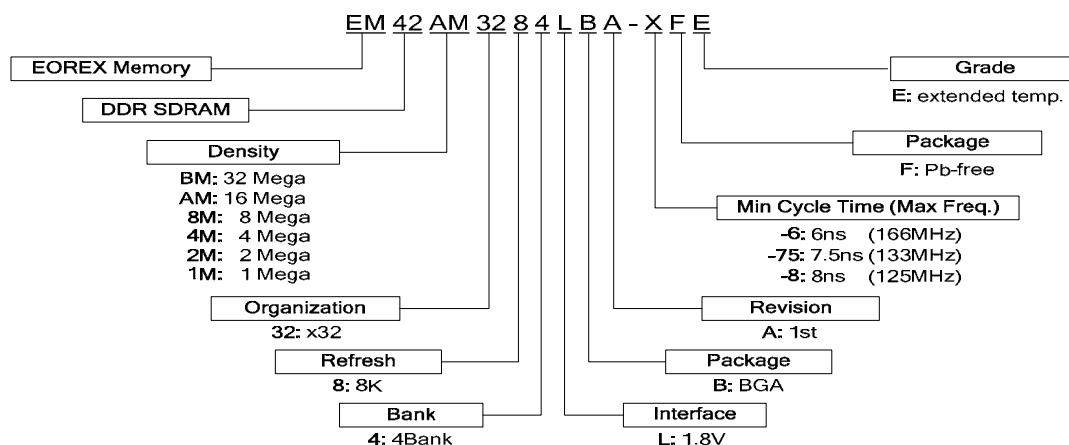 EM 42 AM 32 8 4 L B A - X F E
EOREX Memory
DDR SDRAM
Density
BM: 32 Mega
AM: 16 Mega
8M: 8 Mega
4M: 4 Mega
2M: 2 Mega
1M: 1 Mega
Organization
32: x32
Refresh
8: 8K
Bank
4: 4Bank
Grade
E: extended temp.
Package
F: Pb-free
Min Cycle Time (Max Freq.)
-6: 6ns (166MHz)
-75: 7.5ns (133MHz)
-8: 8ns (125MHz)
Revision
A: 1st
Package
B: BGA
Interface
L: 1.8V